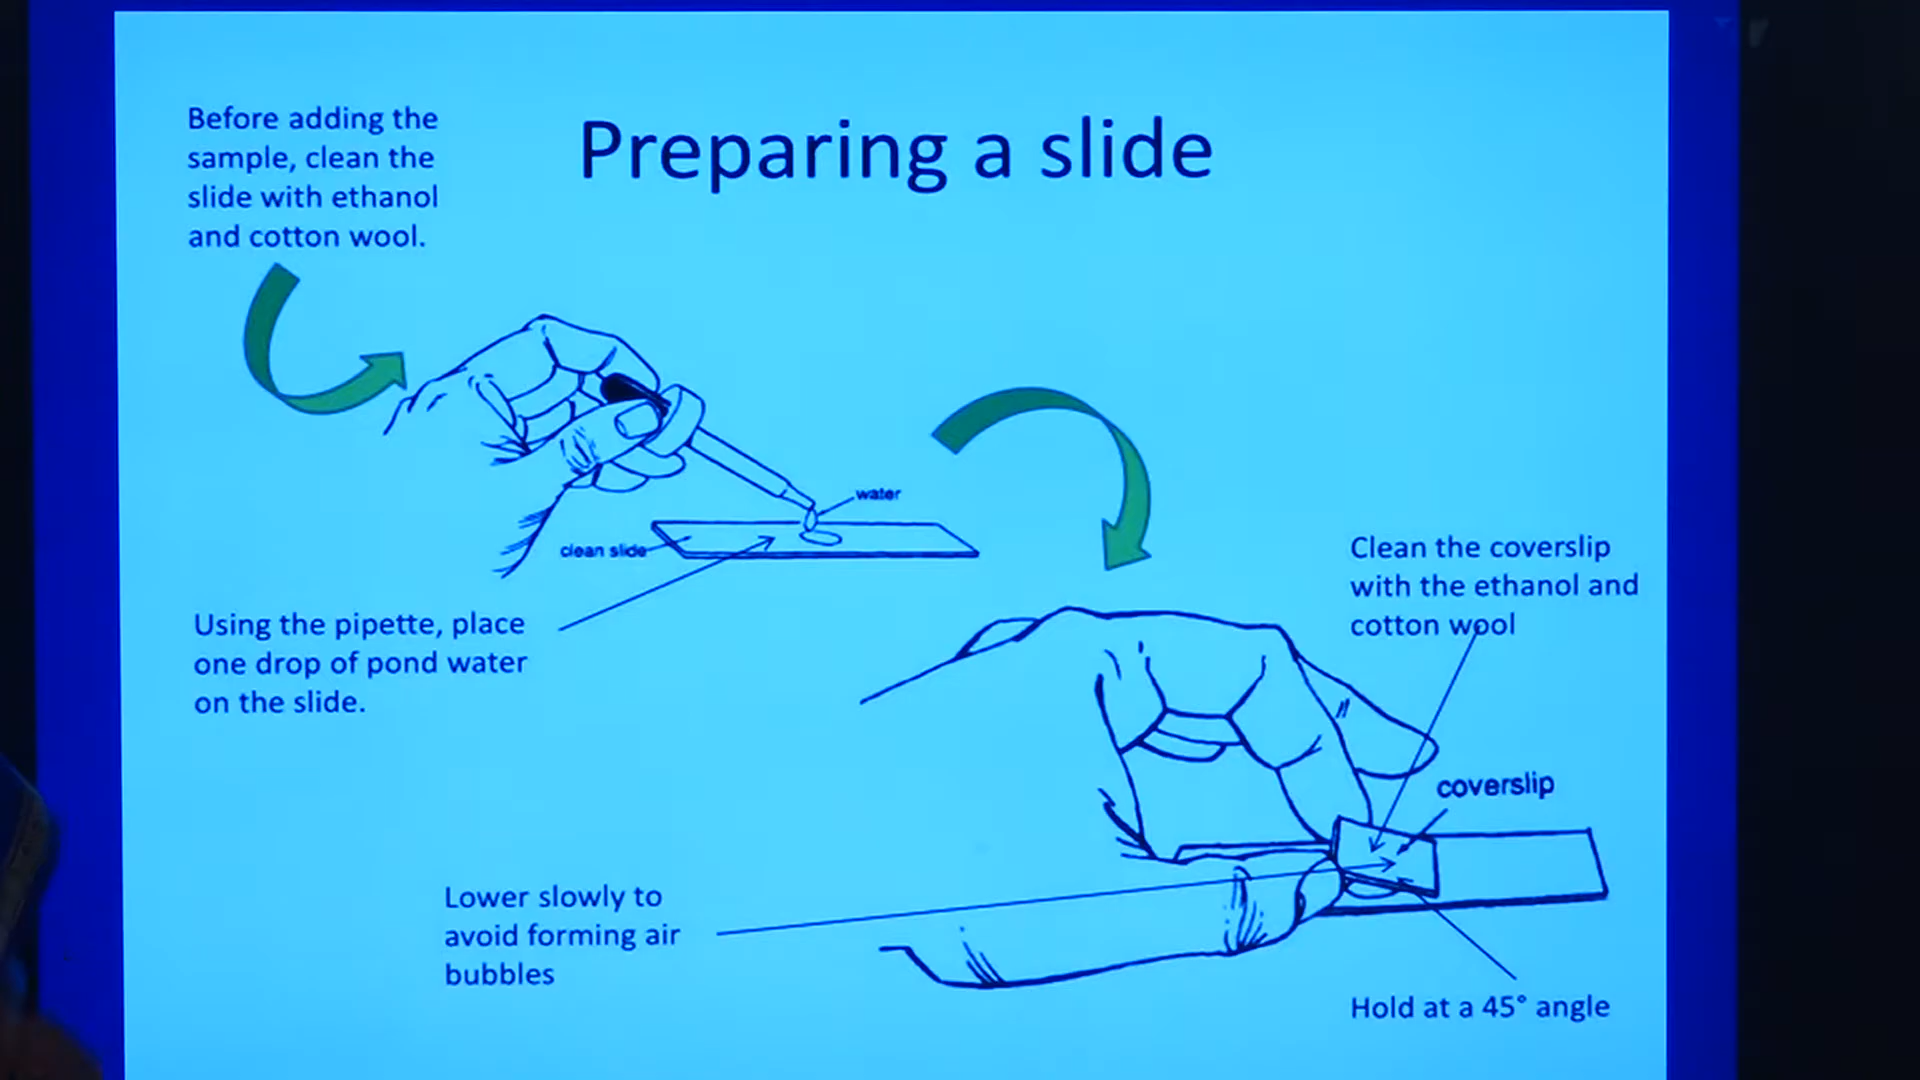 Preparing a slide
Before adding the
sample, clean the
slide with ethanol
and cotton wool.
water
clean slide
Using the pipette, place
one drop of pond water
on the slide.
Clean the coverslip
with the ethanol and
cotton wool
coverslip
Lower slowly to
avoid forming air
bubbles
Hold at a 45° angle